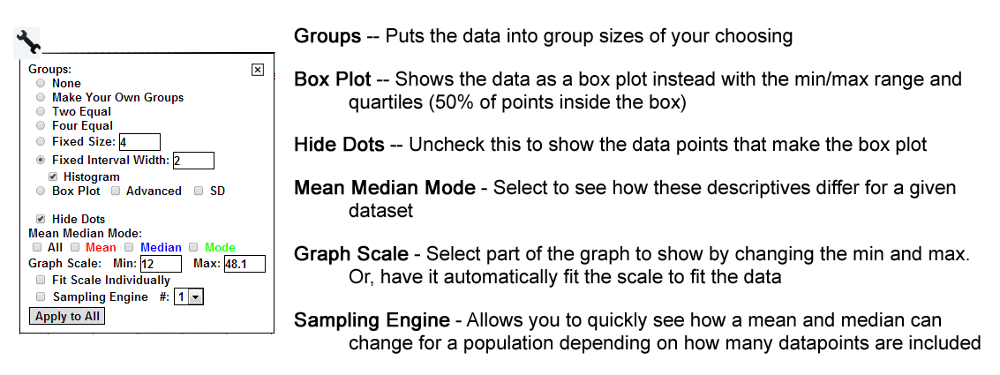 Groups:
None
Make Your Own Groups
Two Equal
Four Equal
Fixed Size: 4
Fixed Interval Width: 2
Histogram
Box Plot Advanced SD
Hide Dots
Mean Median Mode:
All Mean Median Mode
Graph Scale: Min: 12 Max: 48.1
Fit Scale Individually
Sampling Engine #: 1
Apply to All
Groups -- Puts the data into group sizes of your choosing
Box Plot -- Shows the data as a box plot instead with the min/max range and
quartiles (50% of points inside the box)
Hide Dots -- Uncheck this to show the data points that make the box plot
Mean Median Mode - Select to see how these descriptives differ for a given
dataset
Graph Scale - Select part of the graph to show by changing the min and max.
Or, have it automatically fit the scale to fit the data
Sampling Engine - Allows you to quickly see how a mean and median can
change for a population depending on how many datapoints are included